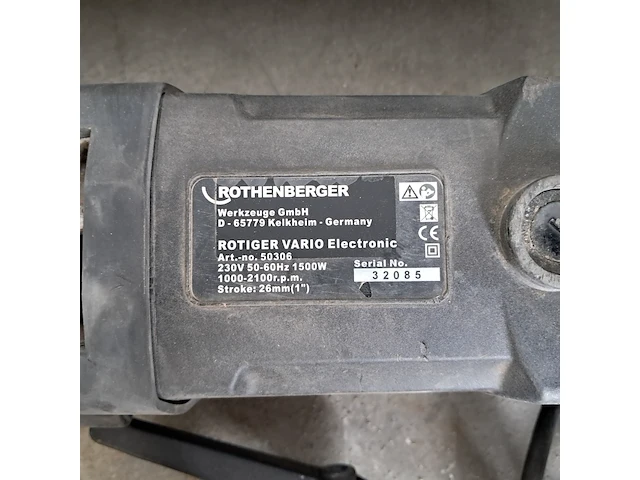 ROTHENBERGER
Werkzeuge GmbH
D - 65779 Kelkheim - Germany
ROTIGER VARIO Electronic
Art.-no. 50306
230V 50-60Hz 1500W
1000-2100r.p.m.
Stroke: 26mm(1")
Serial No.
32085
CE